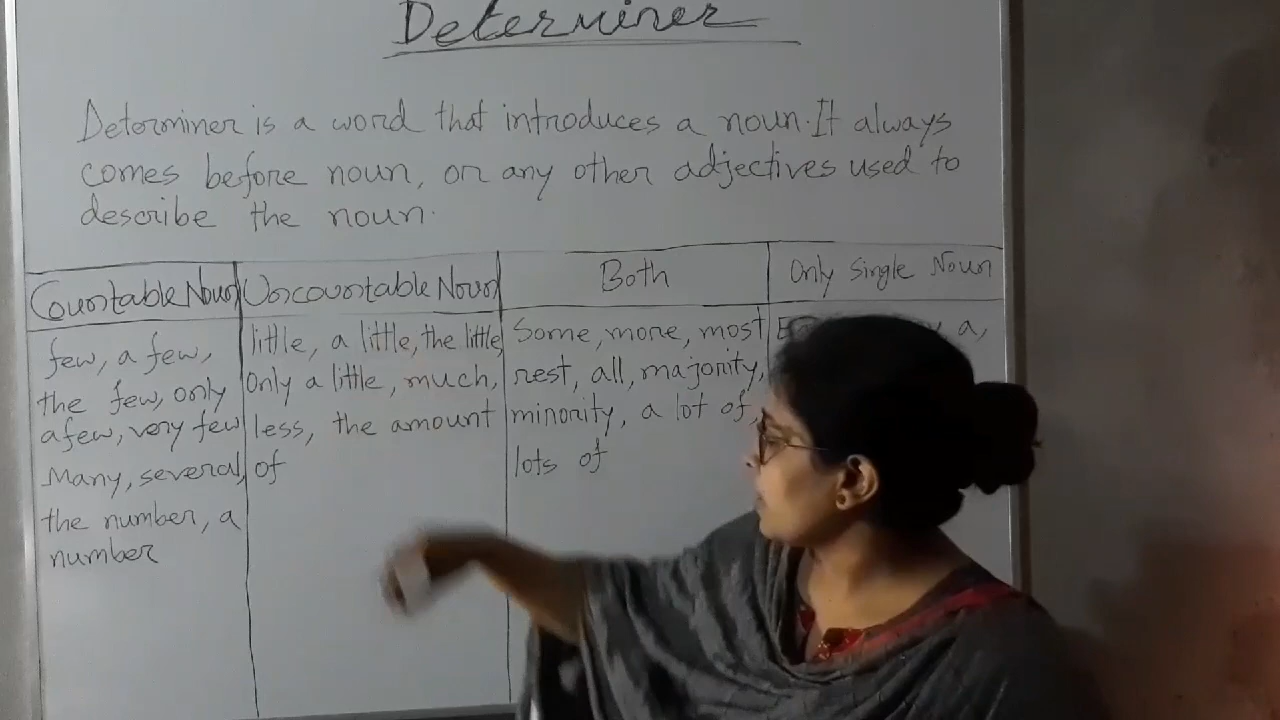 Determiner
Determiner is a word that introduces a noun. It always
comes before noun, or any other adjectives used to
describe the noun.
Countable Noun
few, a few,
the few, only
a few, very few
Many, several,
the number, a
number
Uncountable Noun
little, a little, the little,
Only a little, much,
less, the amount
of
Both
Some, more, most
rest, all, majority,
minority, a lot of,
lots of
Only Single Noun
a,